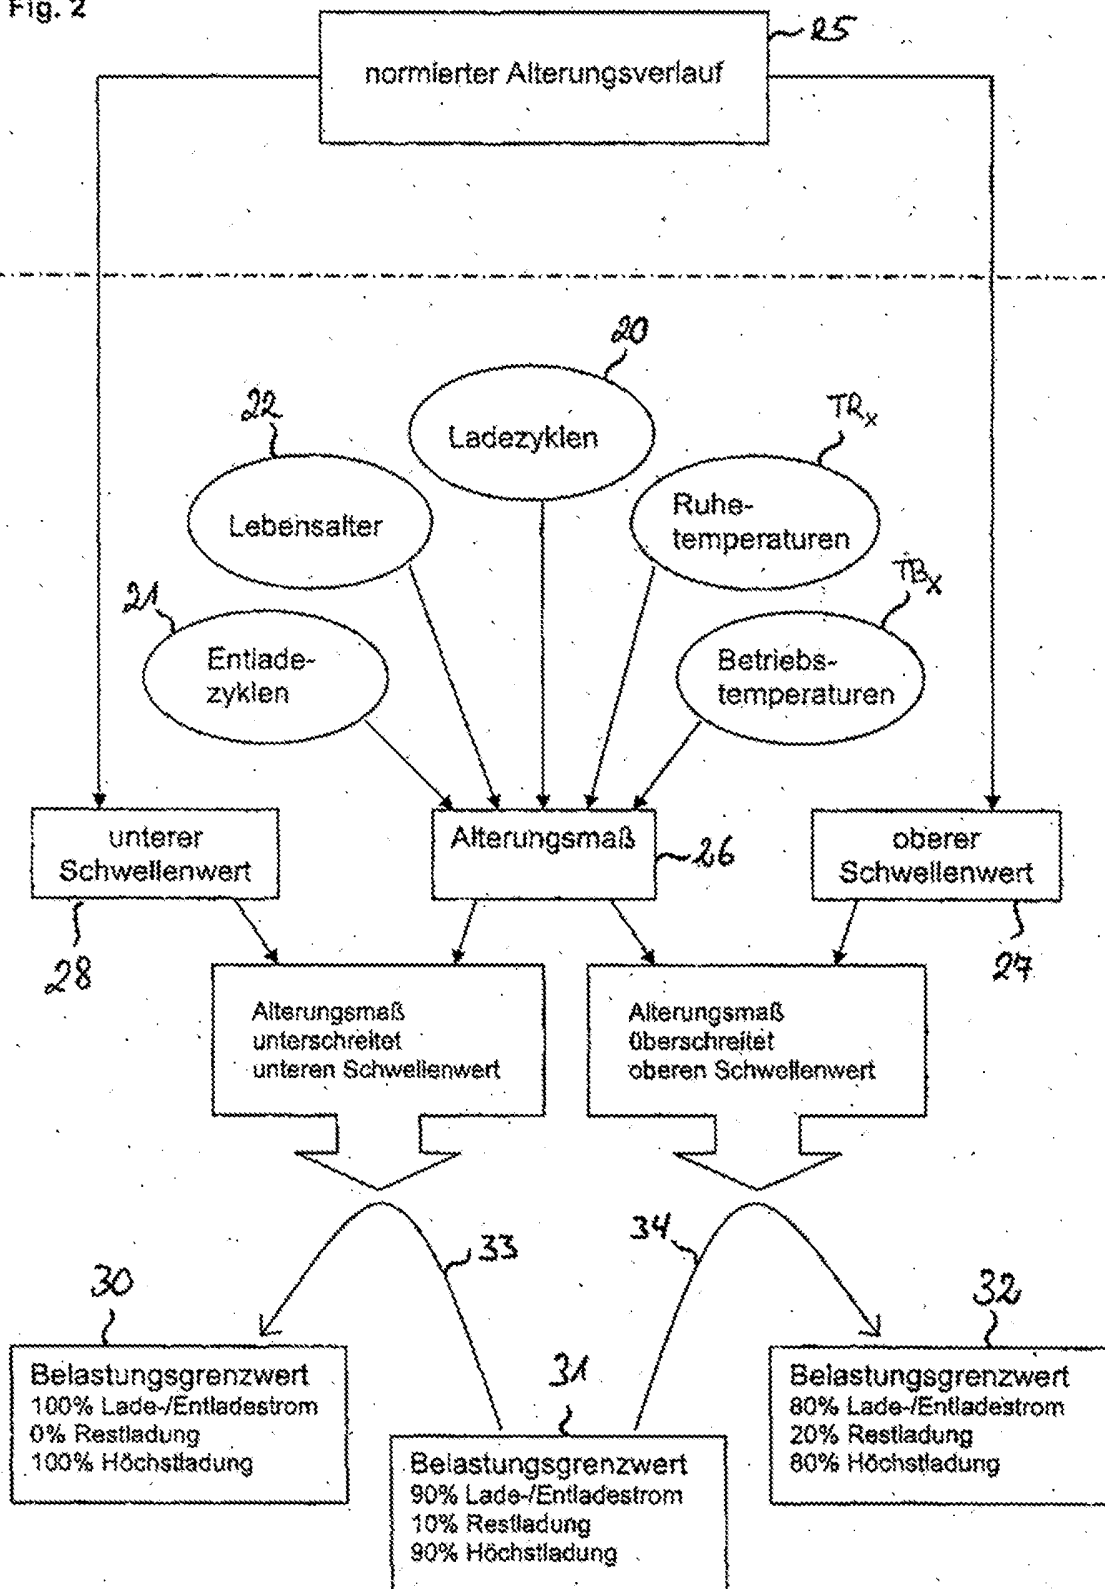 Fig. 2
25
normierter Alterungsverlauf
20
22
TRx
Ladezyklen
Ruhe-
temperaturen
Lebensalter
TBx
21
Entlade-
zyklen
Betriebs-
temperaturen
unterer
Schwellenwert
Alterungsmaß
26
oberer
Schwellenwert
28
27
Alterungsmaß
unterschreitet
unteren Schwellenwert
Alterungsmaß
überschreitet
oberen Schwellenwert
33
34
30
32
31
Belastungsgrenzwert
100% Lade-/Entladestrom
0% Restladung
100% Höchstladung
Belastungsgrenzwert
90% Lade-/Entladestrom
10% Restladung
90% Höchstladung
Belastungsgrenzwert
80% Lade-/Entladestrom
20% Restladung
80% Höchstladung